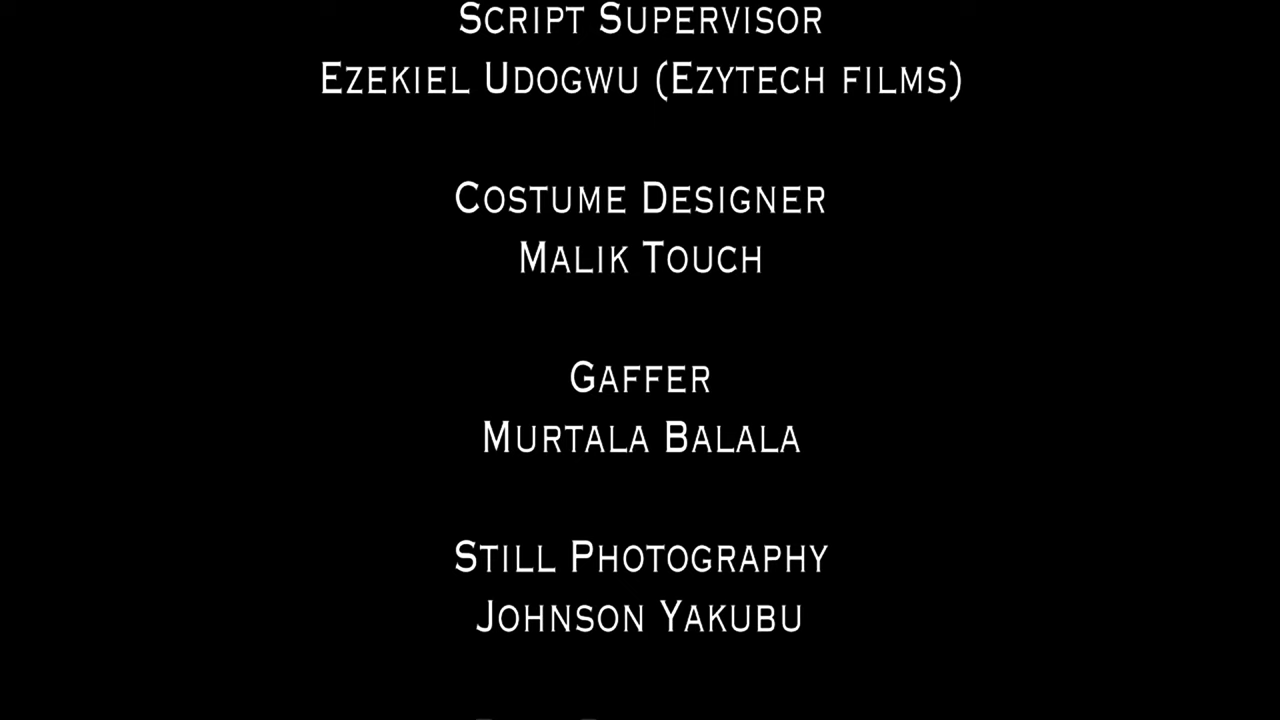 Script Supervisor
Ezekiel Udogwu (Ezytech films)
Costume Designer
Malik Touch
Gaffer
Murtala Balala
Still Photography
Johnson Yakubu